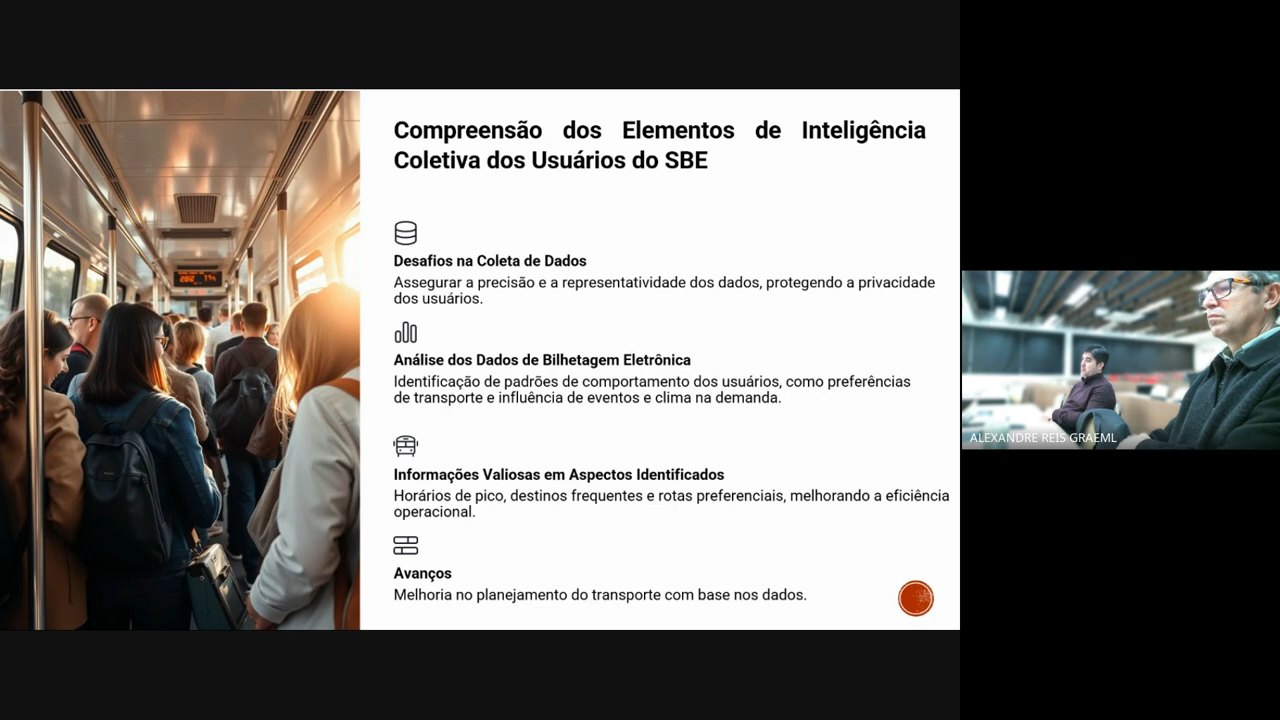 Compreensão dos Elementos de Inteligência
Coletiva dos Usuários do SBE
Desafios na Coleta de Dados
Assegurar a precisão e a representatividade dos dados, protegendo a privacidade
dos usuários.
Análise dos Dados de Bilhetagem Eletrônica
Identificação de padrões de comportamento dos usuários, como preferências
de transporte e influência de eventos e clima na demanda.
Informações Valiosas em Aspectos Identificados
Horários de pico, destinos frequentes e rotas preferenciais, melhorando a eficiência
operacional.
Avanços
Melhoria no planejamento do transporte com base nos dados.
ALEXANDRE REIS GRAEML